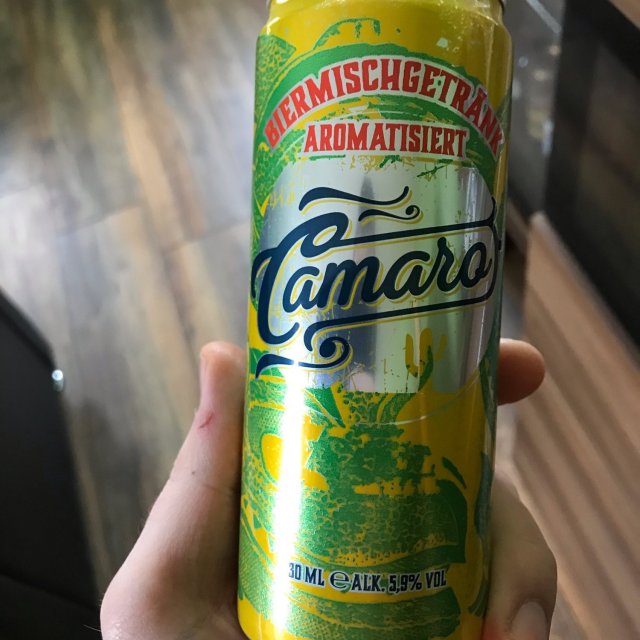 BIERMISCHGETRÄNK
AROMATISIERT
Camaro
30 ML ℮ ALK. 5,9% VOL